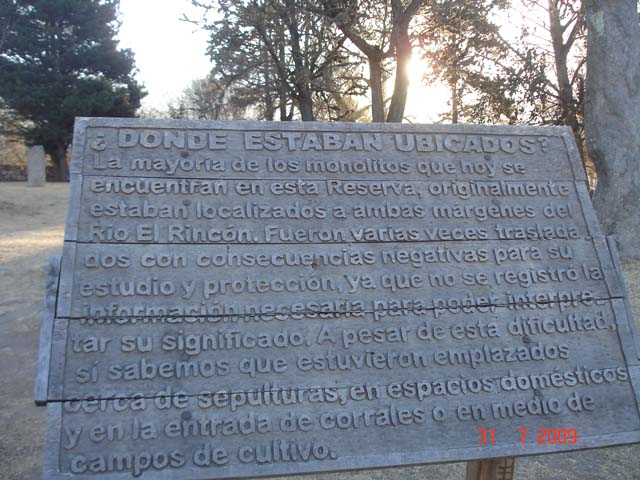 ¿DONDE ESTABAN UBICADOS?
La mayoría de los monolitos que hoy se
encuentran en esta Reserva, originalmente
estaban localizados a ambas márgenes del
Río El Rincón. Fueron varias veces traslada_
dos con consecuencias negativas para su
estudio y protección, ya que no se registró la
información necesaria para poder interpre_
tar su significado. A pesar de esta dificultad,
sí sabemos que estuvieron emplazados
cerca de sepulturas, en espacios domésticos
y en la entrada de corrales o en medio de
campos de cultivo.
31 7 2009